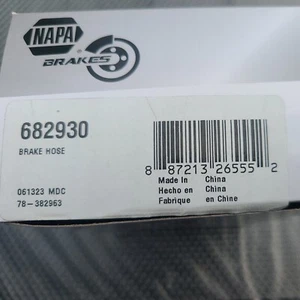 NAPA
BRAKES
682930
BRAKE HOSE
061323 MDC
78-382963
8 87213 26555 2
Made In China
Hecho en China
Fabrique en Chine